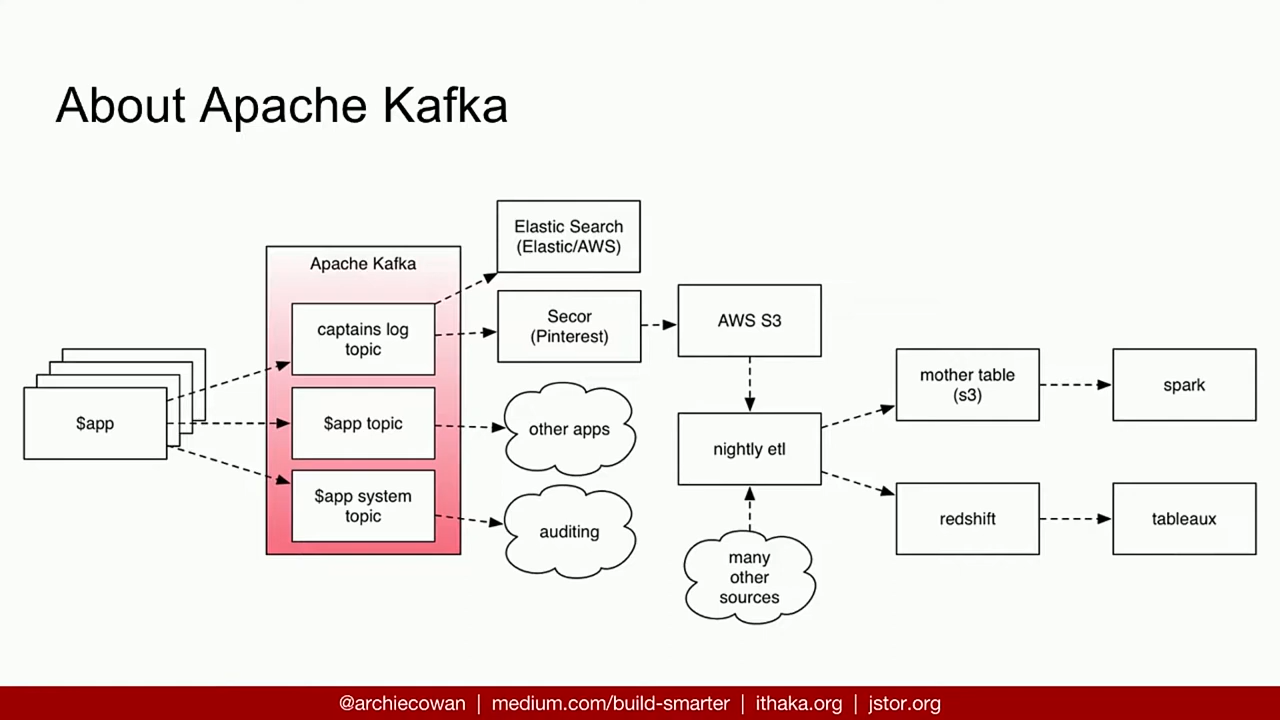 About Apache Kafka
Elastic Search
(Elastic/AWS)
Apache Kafka
captains log
topic
Secor
(Pinterest)
AWS S3
$app
$app topic
other apps
nightly etl
mother table
(s3)
spark
$app system
topic
auditing
many
other
sources
redshift
tableaux
@archiecowan | medium.com/build-smarter | ithaka.org | jstor.org